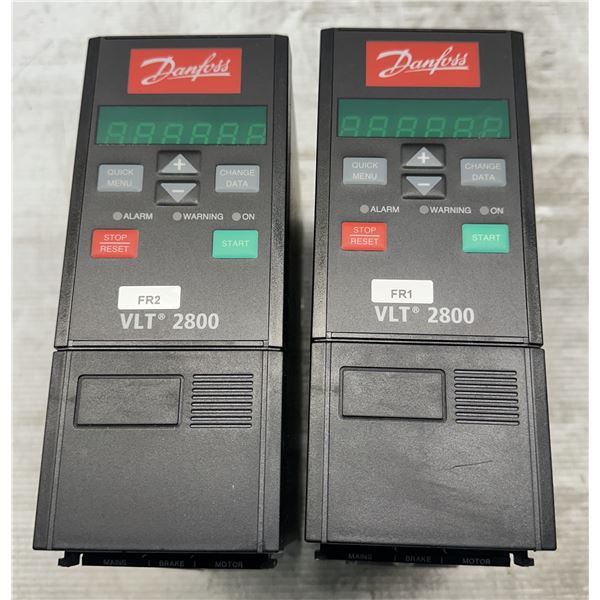 Danfoss
QUICK
MENU
+
−
CHANGE
DATA
ALARM
WARNING
ON
STOP
RESET
START
FR2
VLT® 2800
MAINS
BRAKE
MOTOR
Danfoss
QUICK
MENU
+
−
CHANGE
DATA
ALARM
WARNING
ON
STOP
RESET
START
FR1
VLT® 2800
MAINS
BRAKE
MOTOR